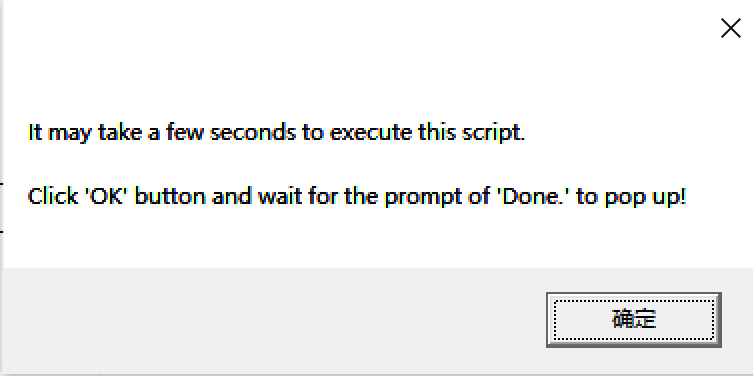 It may take a few seconds to execute this script.
Click 'OK' button and wait for the prompt of 'Done.' to pop up!
确定